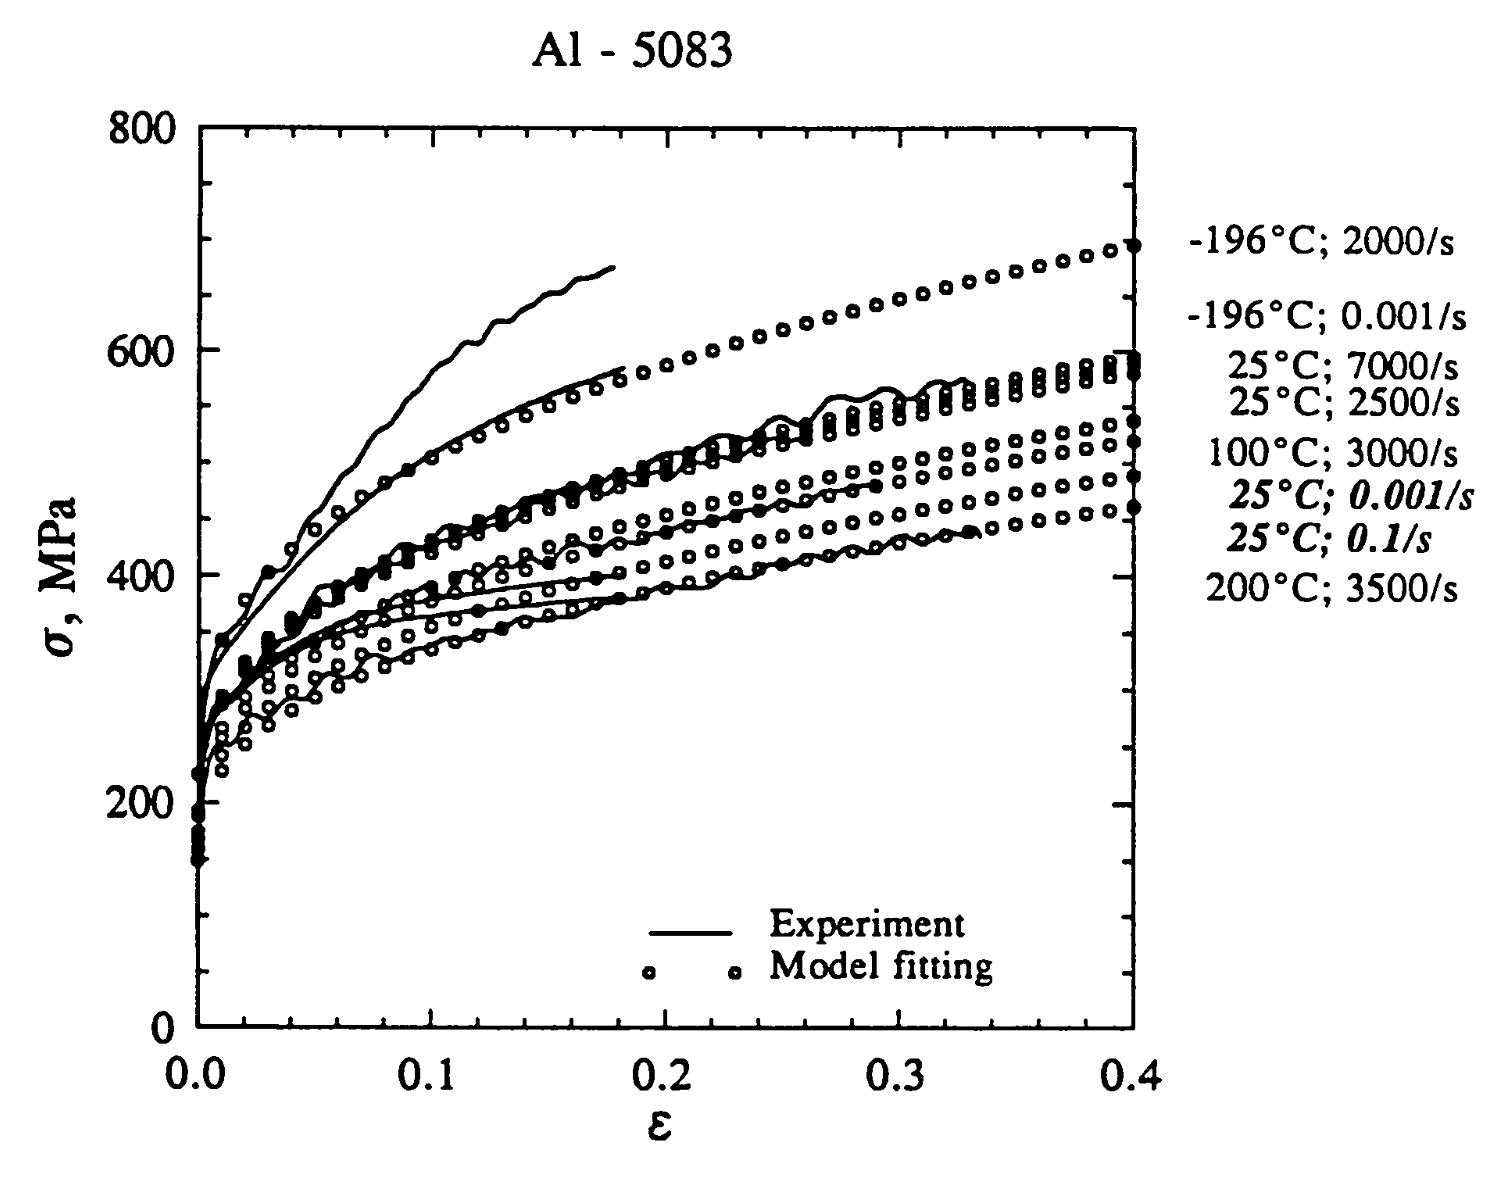 Al - 5083
800
600
400
200
0
σ, MPa
0.0 0.1 0.2 0.3 0.4
ε
-196°C; 2000/s
-196°C; 0.001/s
25°C; 7000/s
25°C; 2500/s
100°C; 3000/s
25°C; 0.001/s
25°C; 0.1/s
200°C; 3500/s
Experiment
Model fitting